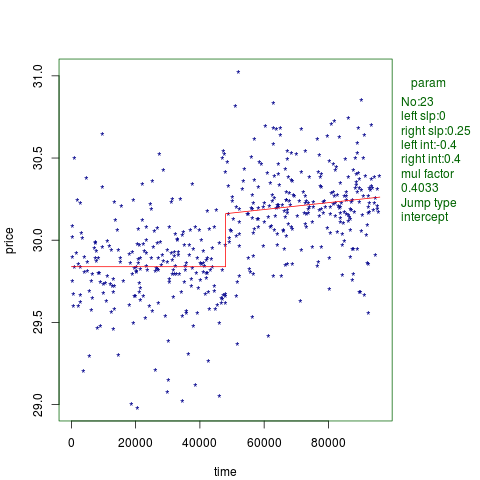 param
No:23
left slp:0
right slp:0.25
left int:-0.4
right int:0.4
mul factor
0.4033
Jump type
intercept
31.0
30.5
30.0
29.5
29.0
price
0 20000 40000 60000 80000
time